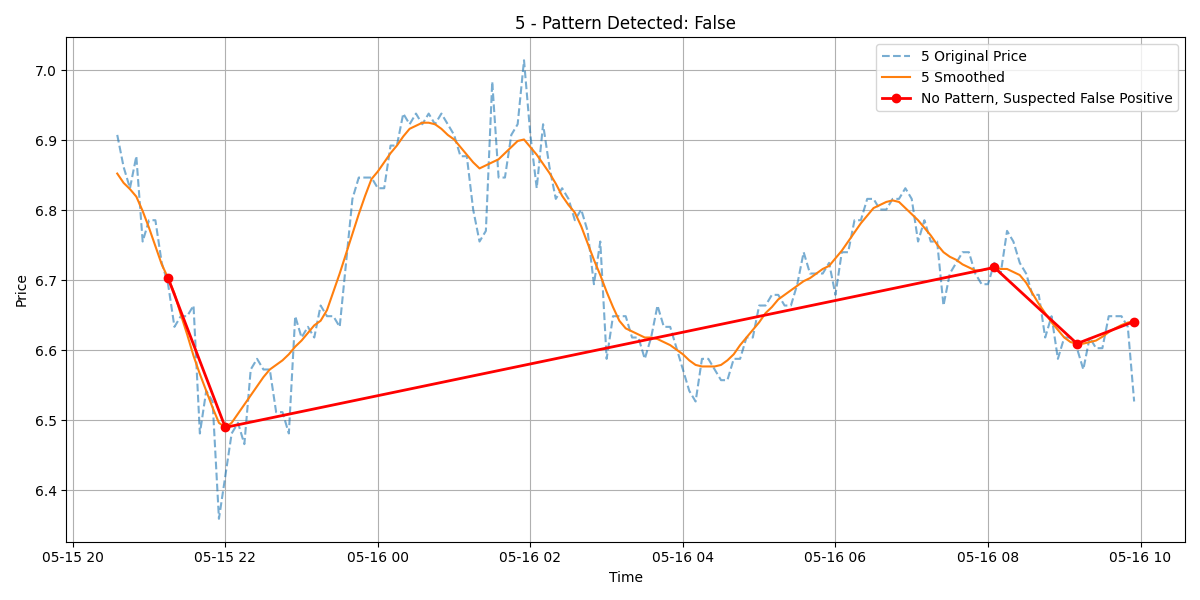 5 - Pattern Detected: False
5 Original Price
5 Smoothed
No Pattern, Suspected False Positive
Price
7.0
6.9
6.8
6.7
6.6
6.5
6.4
05-15 20
05-15 22
05-16 00
05-16 02
05-16 04
05-16 06
05-16 08
05-16 10
Time